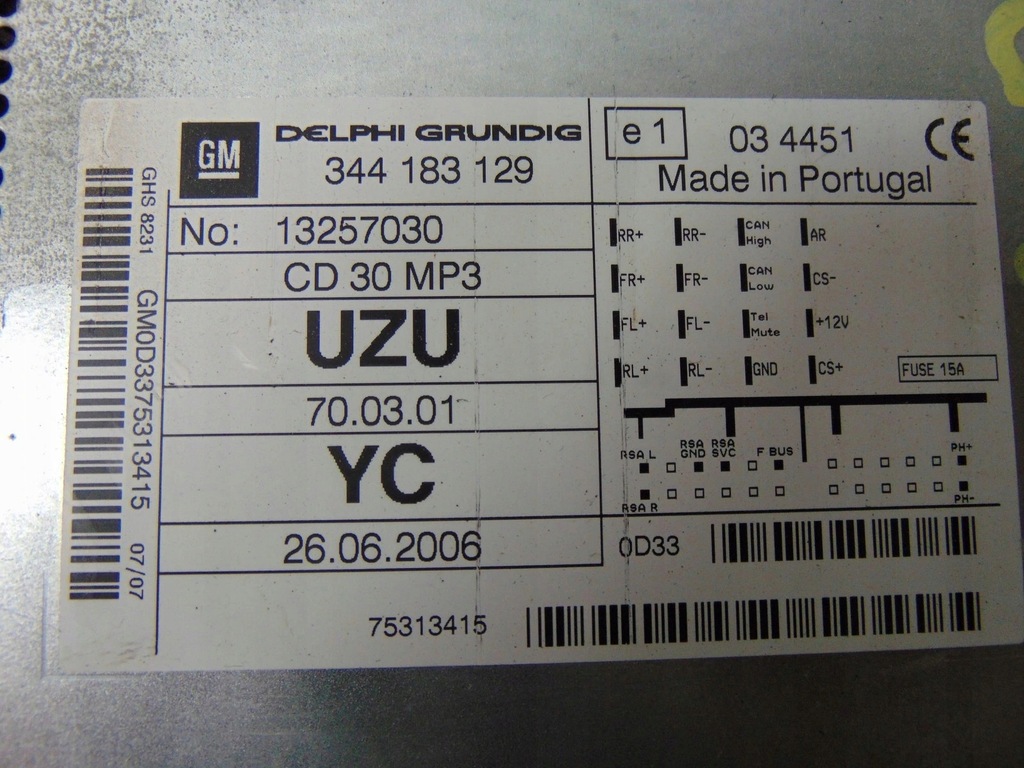 GM
DELPHI GRUNDIG
344 183 129
e 1
03 4451
CE
Made in Portugal
No: 13257030
CD 30 MP3
UZU
70.03.01
YC
26.06.2006
RR+ RR- CAN High AR
FR+ FR- CAN Low CS-
FL+ FL- Tel Mute +12V
RL+ RL- GND CS+
FUSE 15A
RSA L RSA GND RSA SVC F BUS PH+
RSA R PH-
0D33
75313415
GHS 8231 GM0D3375313415 07/07